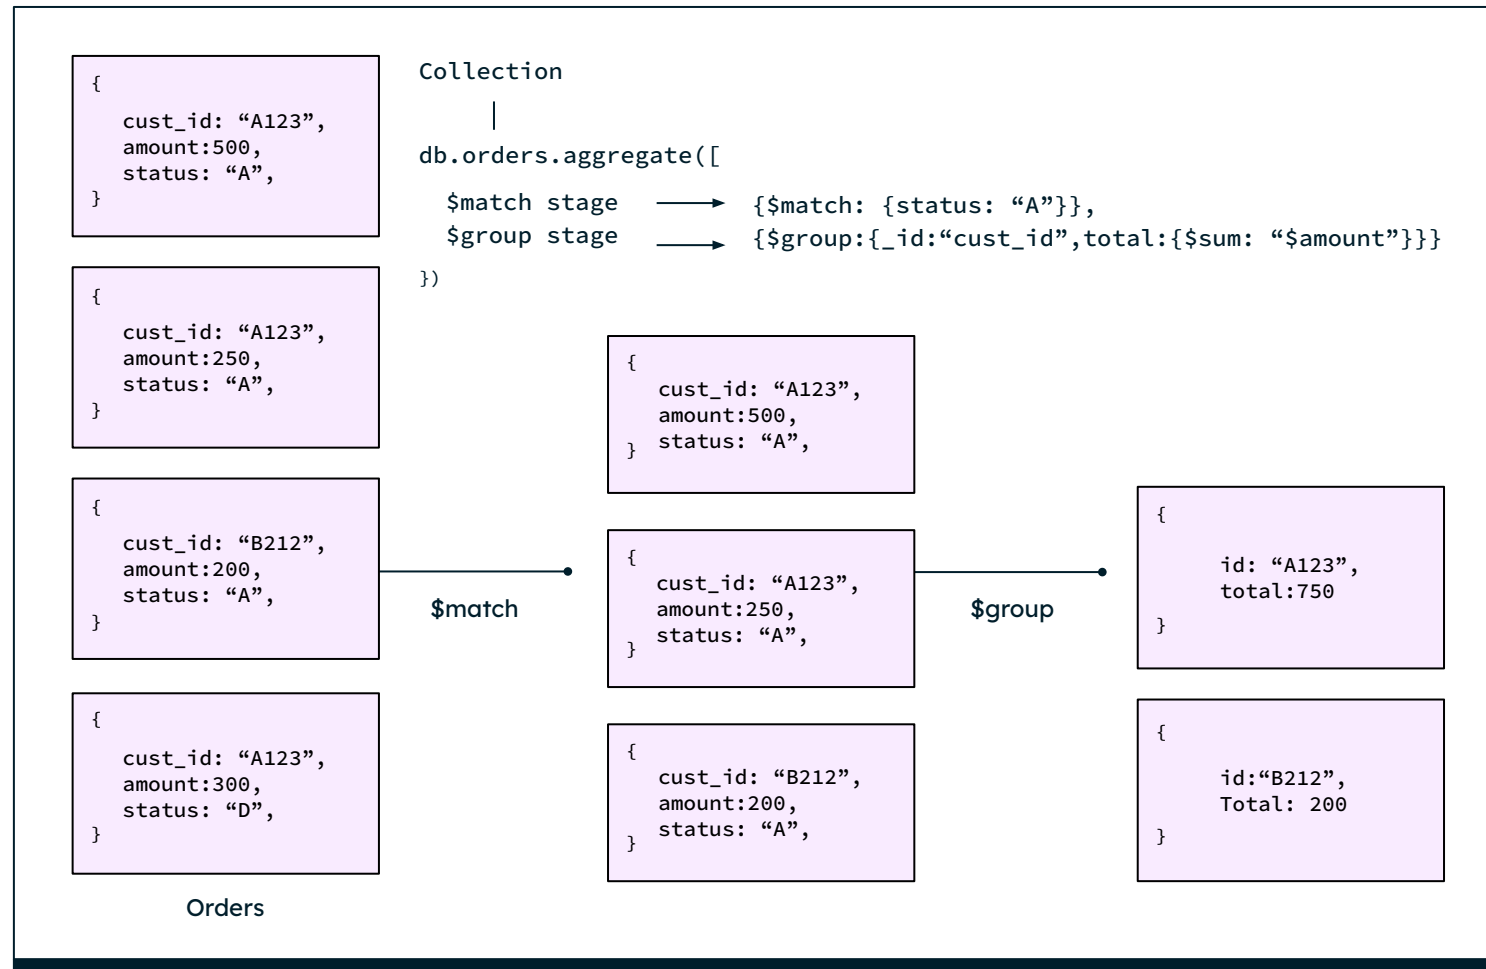 {
cust_id: “A123”,
amount:500,
status: “A”,
}
{
cust_id: “A123”,
amount:250,
status: “A”,
}
{
cust_id: “B212”,
amount:200,
status: “A”,
}
{
cust_id: “A123”,
amount:300,
status: “D”,
}
Orders
Collection
db.orders.aggregate([
$match stage {$match: {status: “A”}},
$group stage {$group:{_id:“cust_id”,total:{$sum: “$amount”}}}
})
$match
{
cust_id: “A123”,
amount:500,
status: “A”,
}
{
cust_id: “A123”,
amount:250,
status: “A”,
}
{
cust_id: “B212”,
amount:200,
status: “A”,
}
$group
{
id: “A123”,
total:750
}
{
id:“B212”,
Total: 200
}